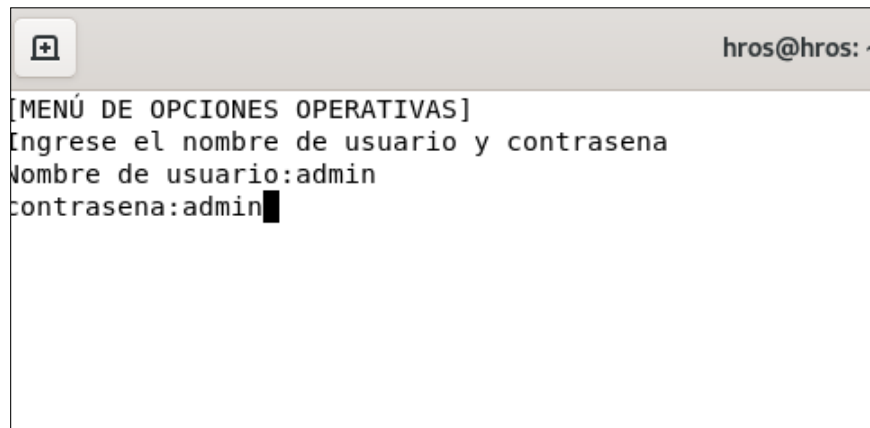 hros@hros: ~
[MENÚ DE OPCIONES OPERATIVAS]
Ingrese el nombre de usuario y contrasena
Nombre de usuario:admin
contrasena:admin